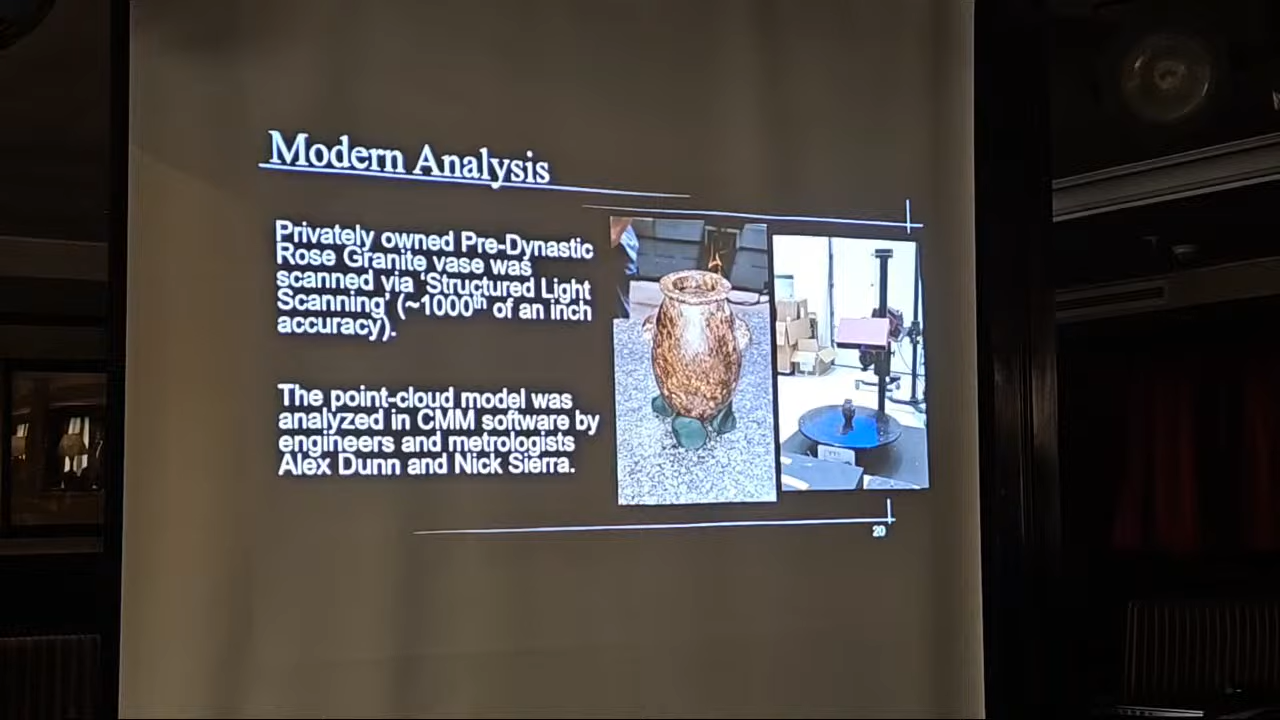 Modern Analysis
Privately owned Pre-Dynastic
Rose Granite vase was
scanned via ‘Structured Light
Scanning’ (~1000th of an inch
accuracy).
The point-cloud model was
analyzed in CMM software by
engineers and metrologists
Alex Dunn and Nick Sierra.
20